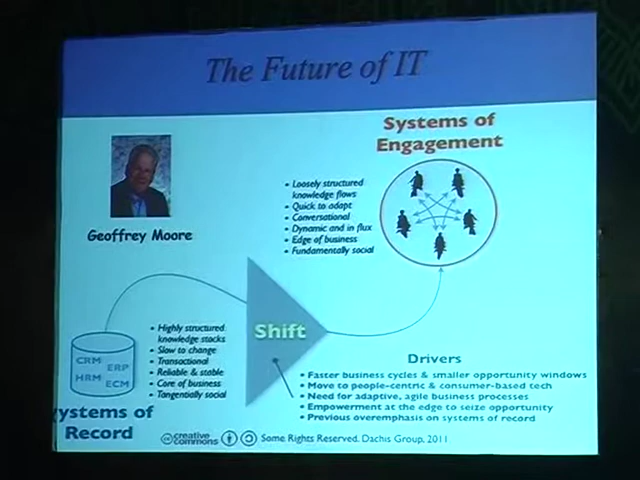 The Future of IT
Systems of
Engagement
Geoffrey Moore
• Loosely structured
knowledge flows
• Quick to adapt
• Conversational
• Dynamic and in flux
• Edge of business
• Fundamentally social
Shift
CRM
ERP
HRM
ECM
• Highly structured
knowledge stacks
• Slow to change
• Transactional
• Reliable & stable
• Core of business
• Tangentially social
ystems of
Record
Drivers
• Faster business cycles & smaller opportunity windows
• Move to people-centric & consumer-based tech
• Need for adaptive, agile business processes
• Empowerment at the edge to seize opportunity
• Previous overemphasis on systems of record
cc creative commons Some Rights Reserved. Dachis Group, 2011